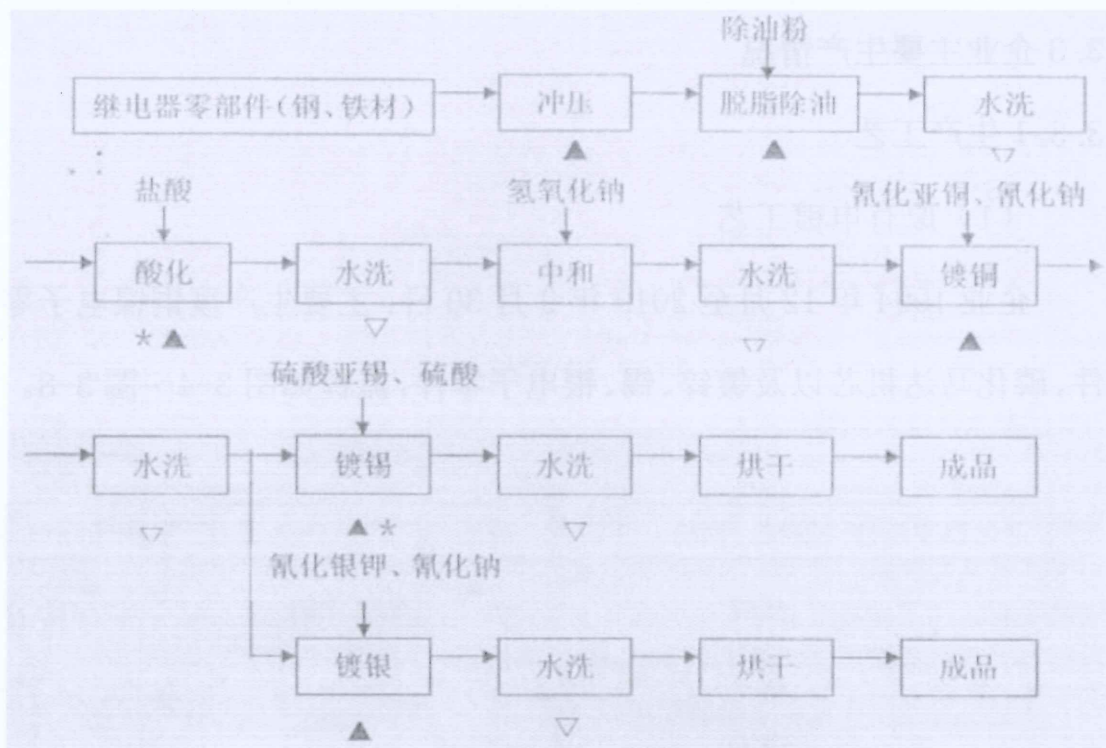 除油粉
继电器零部件(钢、铁材) 冲压 脱脂除油 水洗
盐酸 氢氧化钠 氰化亚铜、氰化钠
酸化 水洗 中和 水洗 镀铜
*
硫酸亚锡、硫酸
水洗 镀锡 水洗 烘干 成品
*
氰化银钾、氰化钠
镀银 水洗 烘干 成品